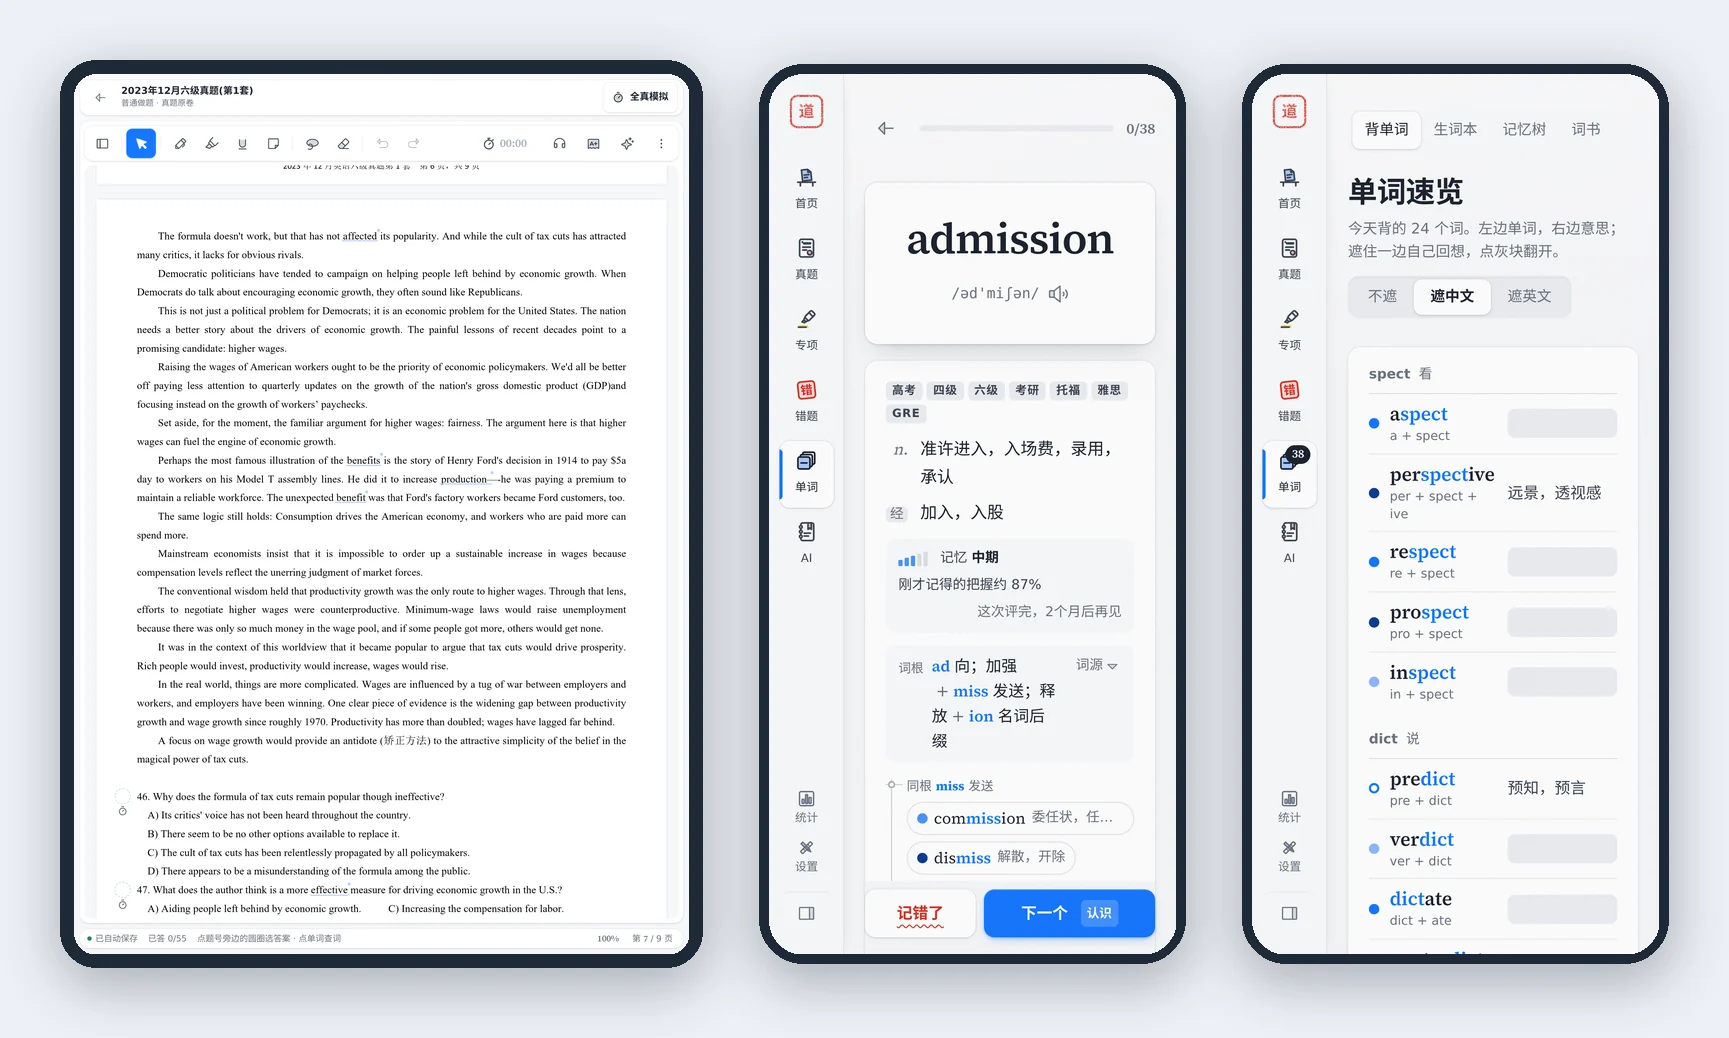 2023年12月六级真题(第1套)
普通做题 · 真题原卷
全真模拟
00:00
2023 年 12 月英语六级真题第 1 套 第 6 页，共 9 页
The formula doesn't work, but that has not affected its popularity. And while the cult of tax cuts has attracted
many critics, it lacks for obvious rivals.
Democratic politicians have tended to campaign on helping people left behind by economic growth. When
Democrats do talk about encouraging economic growth, they often sound like Republicans.
This is not just a political problem for Democrats; it is an economic problem for the United States. The nation
needs a better story about the drivers of economic growth. The painful lessons of recent decades point to a
promising candidate: higher wages.
Raising the wages of American workers ought to be the priority of economic policymakers. We'd all be better
off paying less attention to quarterly updates on the growth of the nation's gross domestic product (GDP)and
focusing instead on the growth of workers’ paychecks.
Set aside, for the moment, the familiar argument for higher wages: fairness. The argument here is that higher
wages can fuel the engine of economic growth.
Perhaps the most famous illustration of the benefits is the story of Henry Ford's decision in 1914 to pay $5a
day to workers on his Model T assembly lines. He did it to increase production—-he was paying a premium to
maintain a reliable workforce. The unexpected benefit was that Ford's factory workers became Ford customers, too.
The same logic still holds: Consumption drives the American economy, and workers who are paid more can
spend more.
Mainstream economists insist that it is impossible to order up a sustainable increase in wages because
compensation levels reflect the unerring judgment of market forces.
The conventional wisdom held that productivity growth was the only route to higher wages. Through that lens,
efforts to negotiate higher wages were counterproductive. Minimum-wage laws would raise unemployment
because there was only so much money in the wage pool, and if some people got more, others would get none.
It was in the context of this worldview that it became popular to argue that tax cuts would drive prosperity.
Rich people would invest, productivity would increase, wages would rise.
In the real world, things are more complicated. Wages are influenced by a tug of war between employers and
workers, and employers have been winning. One clear piece of evidence is the widening gap between productivity
growth and wage growth since roughly 1970. Productivity has more than doubled; wages have lagged far behind.
A focus on wage growth would provide an antidote (矫正方法) to the attractive simplicity of the belief in the
magical power of tax cuts.
46. Why does the formula of tax cuts remain popular though ineffective?
A) Its critics' voice has not been heard throughout the country.
B) There seem to be no other options available to replace it.
C) The cult of tax cuts has been relentlessly propagated by all policymakers.
D) There appears to be a misunderstanding of the formula among the public.
47. What does the author think is a more effective measure for driving economic growth in the U.S.?
A) Aiding people left behind by economic growth. C) Increasing the compensation for labor.
已自动保存 已答 0/55 点题号旁边的圆圈选答案 · 点单词查词 100% 第 7 / 9 页
道
首页
真题
专项
错
错题
单词
AI
统计
设置
0/38
admission
/əd'miʃən/
高考 四级 六级 考研 托福 雅思
GRE
n. 准许进入，入场费，录用，
承认
经 加入，入股
记忆 中期
刚才记得的把握约 87%
这次评完，2个月后再见
词根 ad 向；加强 词源
+ miss 发送；释
放 + ion 名词后
缀
同根 miss 发送
commission 委任状，任…
dismiss 解散，开除
记错了 下一个 认识
道
首页
真题
专项
错
错题
38
单词
AI
统计
设置
背单词 生词本 记忆树 词书
单词速览
今天背的 24 个词。左边单词，右边意思；
遮住一边自己回想，点灰块翻开。
不遮 遮中文 遮英文
spect 看
aspect
a + spect
perspective
per + spect +
ive
远景，透视感
respect
re + spect
prospect
pro + spect
inspect
in + spect
dict 说
predict
pre + dict
预知，预言
verdict
ver + dict
dictate
dict + ate